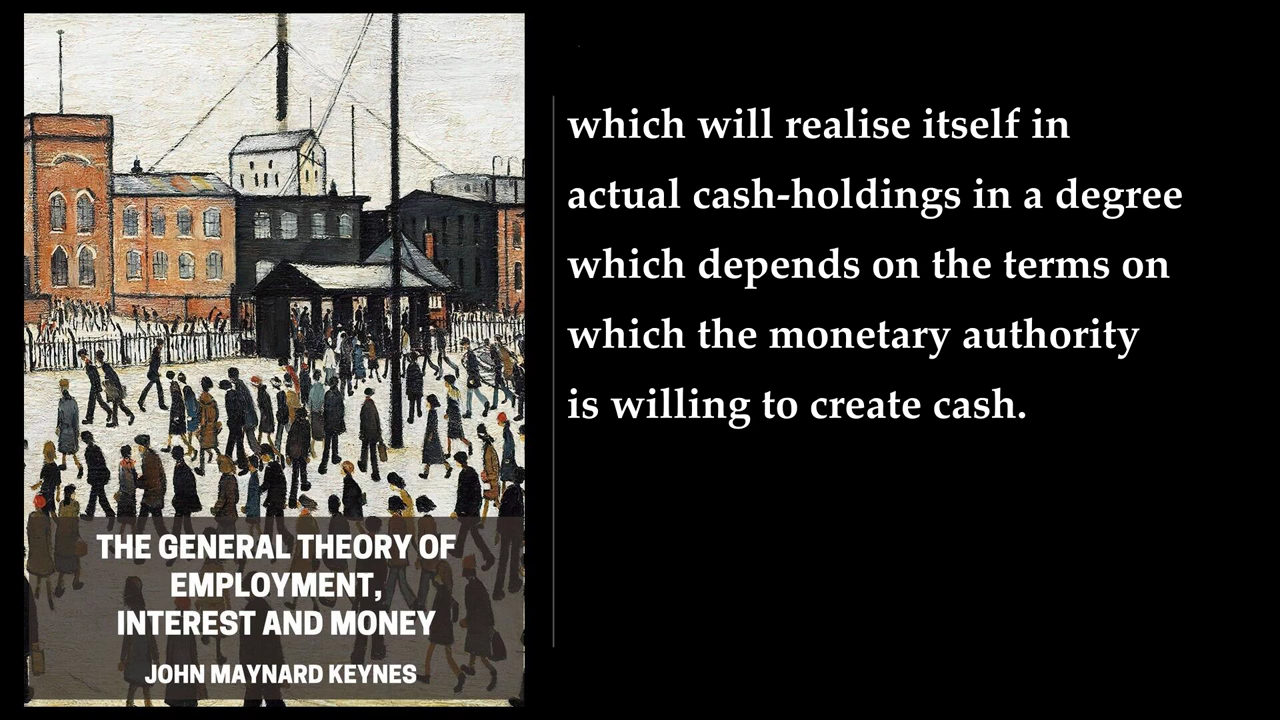 which will realise itself in
actual cash-holdings in a degree
which depends on the terms on
which the monetary authority
is willing to create cash.
THE GENERAL THEORY OF
EMPLOYMENT,
INTEREST AND MONEY
JOHN MAYNARD KEYNES